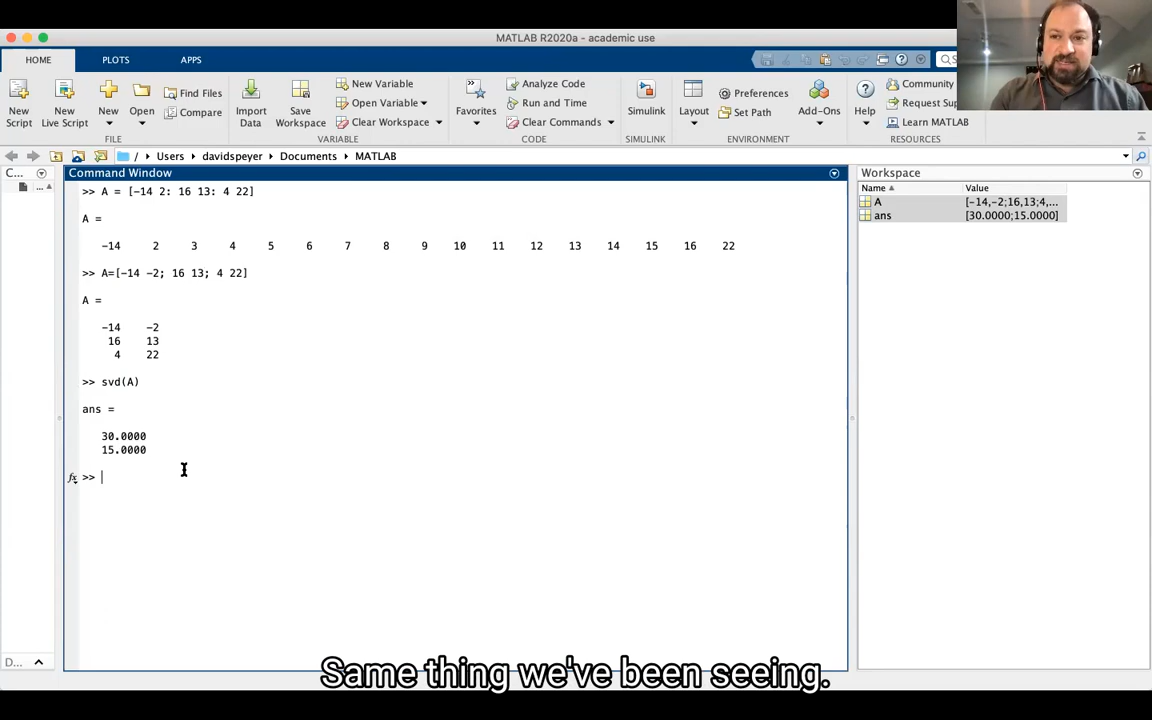 MATLAB R2020a - academic use
HOME PLOTS APPS
New Script
New Live Script
New
Open
Find Files
Compare
FILE
Import Data
Save Workspace
New Variable
Open Variable
Clear Workspace
VARIABLE
Favorites
Analyze Code
Run and Time
Clear Commands
CODE
Simulink
SIMULINK
Layout
Preferences
Set Path
Add-Ons
ENVIRONMENT
Help
Community
Request Sup
Learn MATLAB
RESOURCES
/ Users davidspeyer Documents MATLAB
C...
...
D...
Command Window
>> A = [-14 2: 16 13: 4 22]
A =
-14 2 3 4 5 6 7 8 9 10 11 12 13 14 15 16 22
>> A=[-14 -2; 16 13; 4 22]
A =
-14 -2
16 13
4 22
>> svd(A)
ans =
30.0000
15.0000
fx >>
Workspace
Name Value
A [-14,-2;16,13;4,...
ans [30.0000;15.0000]
Same thing we've been seeing.